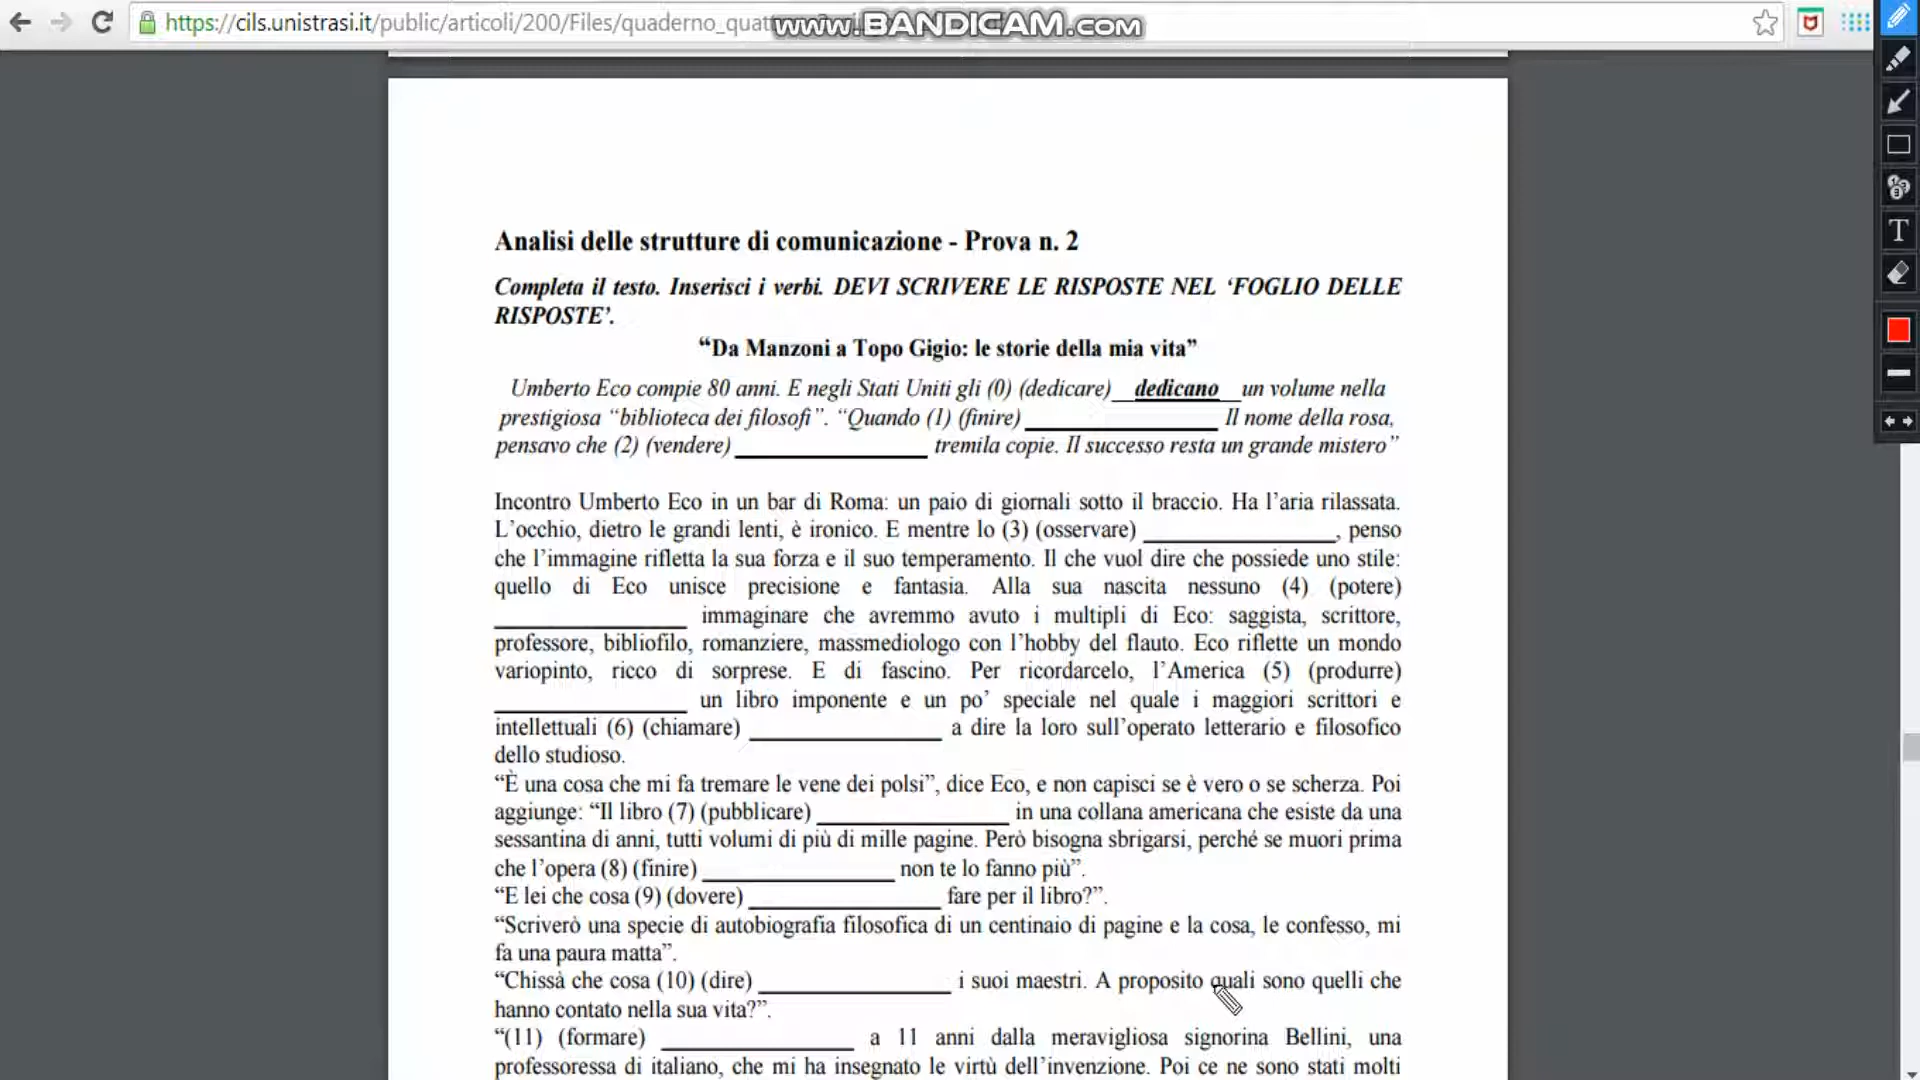 https://cils.unistrasi.it/public/articoli/200/Files/quaderno_quat
www.BANDICAM.com
Analisi delle strutture di comunicazione - Prova n. 2
Completa il testo. Inserisci i verbi. DEVI SCRIVERE LE RISPOSTE NEL ‘FOGLIO DELLE
RISPOSTE’.
“Da Manzoni a Topo Gigio: le storie della mia vita”
Umberto Eco compie 80 anni. E negli Stati Uniti gli (0) (dedicare)__dedicano__un volume nella
prestigiosa “biblioteca dei filosofi”. “Quando (1) (finire) ________________ Il nome della rosa,
pensavo che (2) (vendere) ________________ tremila copie. Il successo resta un grande mistero”
Incontro Umberto Eco in un bar di Roma: un paio di giornali sotto il braccio. Ha l’aria rilassata.
L’occhio, dietro le grandi lenti, è ironico. E mentre lo (3) (osservare) ________________, penso
che l’immagine rifletta la sua forza e il suo temperamento. Il che vuol dire che possiede uno stile:
quello di Eco unisce precisione e fantasia. Alla sua nascita nessuno (4) (potere)
________________ immaginare che avremmo avuto i multipli di Eco: saggista, scrittore,
professore, bibliofilo, romanziere, massmediologo con l’hobby del flauto. Eco riflette un mondo
variopinto, ricco di sorprese. E di fascino. Per ricordarcelo, l’America (5) (produrre)
________________ un libro imponente e un po’ speciale nel quale i maggiori scrittori e
intellettuali (6) (chiamare) ________________ a dire la loro sull’operato letterario e filosofico
dello studioso.
“È una cosa che mi fa tremare le vene dei polsi”, dice Eco, e non capisci se è vero o se scherza. Poi
aggiunge: “Il libro (7) (pubblicare) ________________ in una collana americana che esiste da una
sessantina di anni, tutti volumi di più di mille pagine. Però bisogna sbrigarsi, perché se muori prima
che l’opera (8) (finire) ________________ non te lo fanno più”.
“E lei che cosa (9) (dovere) ________________ fare per il libro?”.
“Scriverò una specie di autobiografia filosofica di un centinaio di pagine e la cosa, le confesso, mi
fa una paura matta”.
“Chissà che cosa (10) (dire) ________________ i suoi maestri. A proposito quali sono quelli che
hanno contato nella sua vita?”.
“(11) (formare) ________________ a 11 anni dalla meravigliosa signorina Bellini, una
professoressa di italiano, che mi ha insegnato le virtù dell’invenzione. Poi ce ne sono stati molti
T